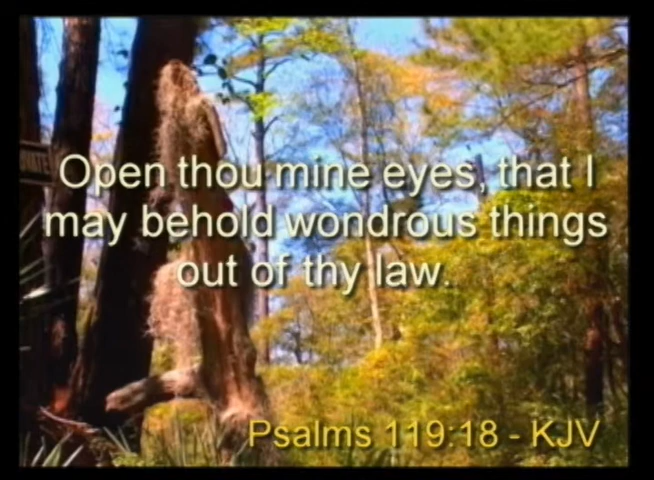 Open thou mine eyes, that I
may behold wondrous things
out of thy law.
Psalms 119:18 - KJV